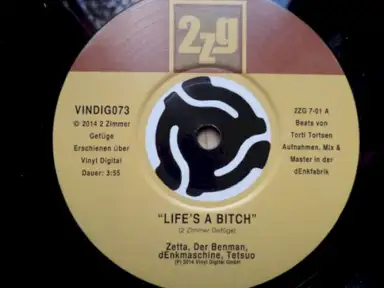 2zg
VINDIG073
© 2014 2 Zimmer
Gefüge
Erschienen über
Vinyl Digital
Dauer: 3:55
2ZG 7-01 A
Beats von
Torti Tortsen
Aufnahmen, Mix &
Master in der
dEnkfabrik
"LIFE'S A BITCH"
(2 Zimmer Gefüge)
Zetta, Der Benman,
dEnkmaschine, Tetsuo
(P) 2014 Vinyl Digital GmbH